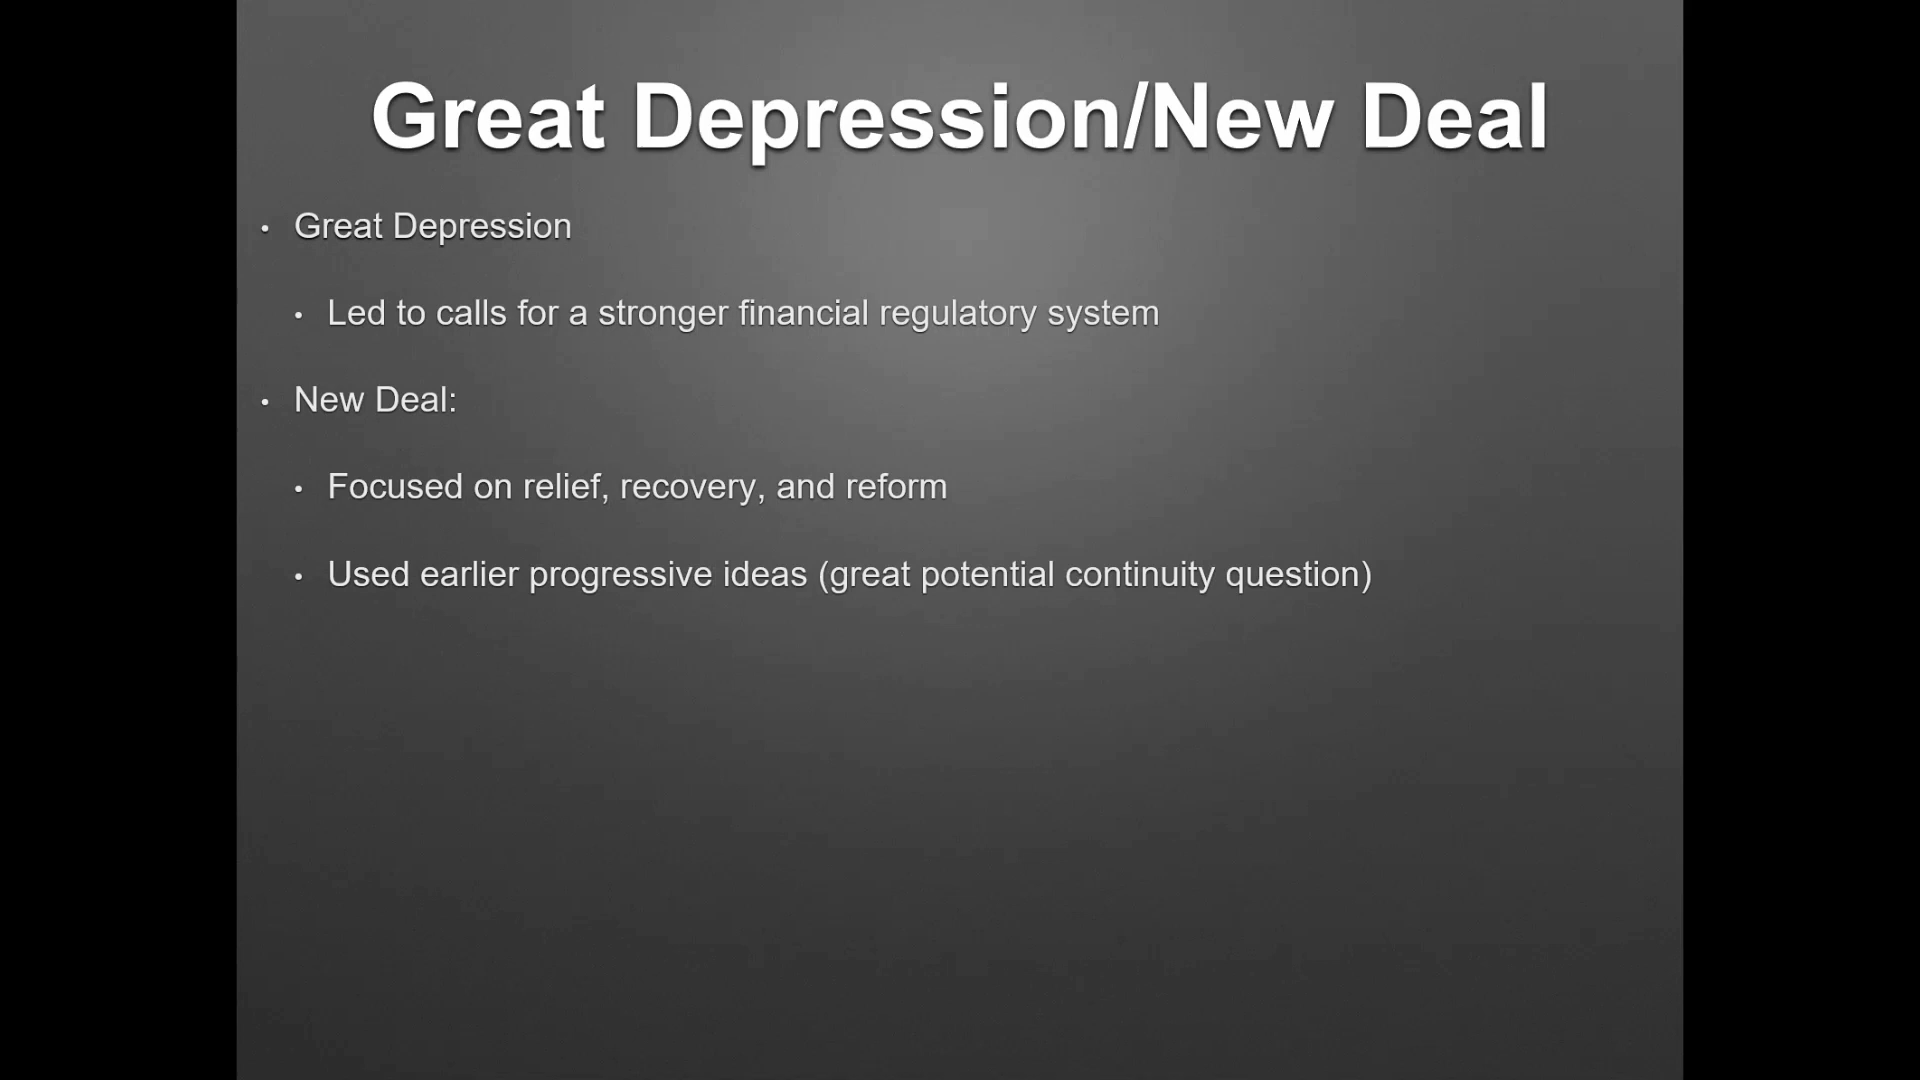 Great Depression/New Deal
• Great Depression
• Led to calls for a stronger financial regulatory system
• New Deal:
• Focused on relief, recovery, and reform
• Used earlier progressive ideas (great potential continuity question)